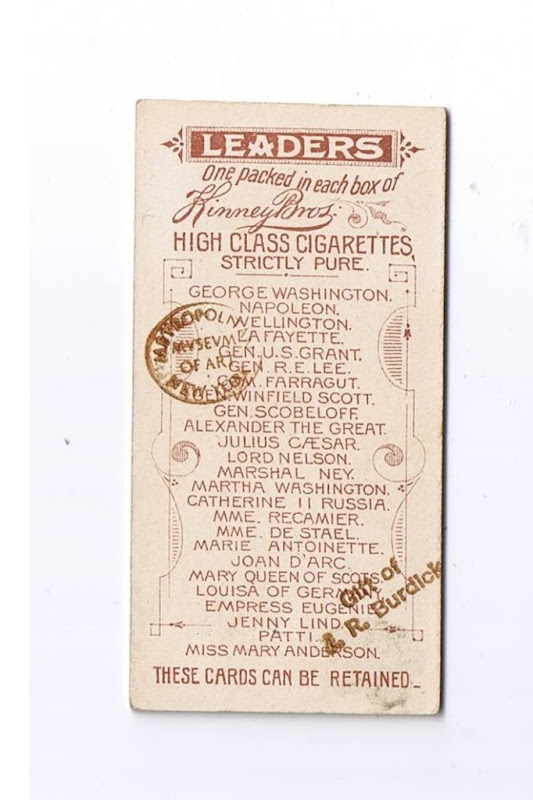 LEADERS
One packed in each box of
Kinney Bros.
HIGH CLASS CIGARETTES,
STRICTLY PURE.
GEORGE WASHINGTON.
NAPOLEON.
WELLINGTON.
LA FAYETTE.
GEN. U.S. GRANT.
GEN. R.E. LEE.
COM. FARRAGUT.
GEN. WINFIELD SCOTT.
GEN. SCOBELOFF.
ALEXANDER THE GREAT.
JULIUS CÆSAR.
LORD NELSON.
MARSHAL NEY.
MARTHA WASHINGTON.
CATHERINE II RUSSIA.
MME. RECAMIER.
MME. DE STAEL.
MARIE ANTOINETTE.
JOAN D'ARC.
MARY QUEEN OF SCOTS.
LOUISA OF GERMANY
EMPRESS EUGENIE.
JENNY LIND.
PATTI.
MISS MARY ANDERSON.
THESE CARDS CAN BE RETAINED_
METROPOLITAN
MVSEVM
OF ART
NEW YORK
Gift of
J. R. Burdick